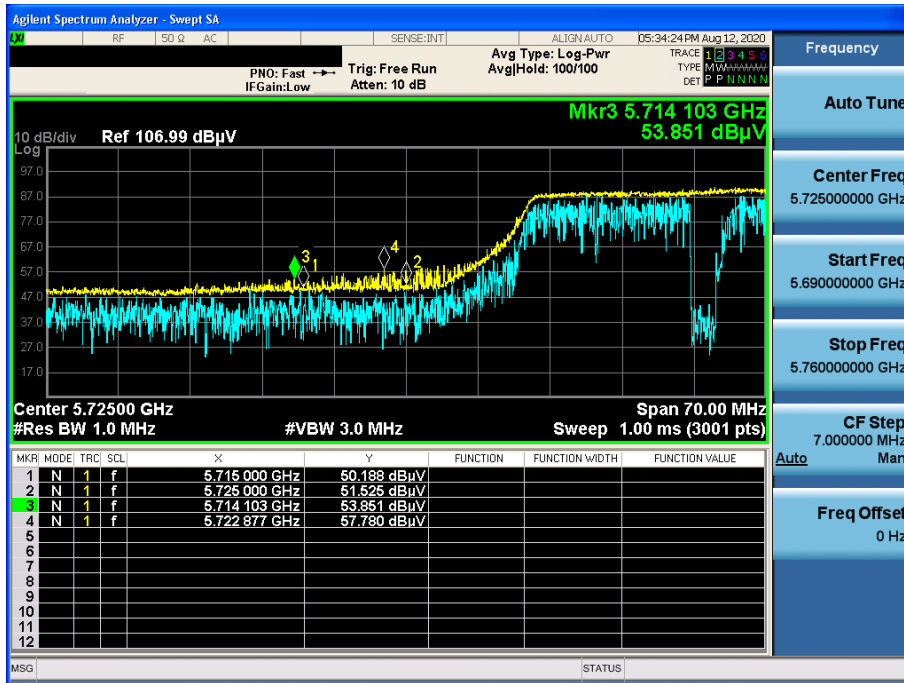 Agilent Spectrum Analyzer - Swept SA
LXI RF 50 Ω AC SENSE:INT ALIGN AUTO 05:34:24 PM Aug 12, 2020
PNO: Fast Trig: Free Run Avg Type: Log-Pwr TRACE 1 2 3 4 5 6
IFGain:Low Atten: 10 dB Avg|Hold: 100/100 TYPE M W W W W W
DET P P N N N N
Mkr3 5.714 103 GHz
53.851 dBµV
10 dB/div Ref 106.99 dBµV
Log
97.0
87.0
77.0
67.0
57.0
47.0
37.0
27.0
17.0
3 1 4 2
Center 5.72500 GHz Span 70.00 MHz
#Res BW 1.0 MHz #VBW 3.0 MHz Sweep 1.00 ms (3001 pts)
MKR MODE TRC SCL X Y FUNCTION FUNCTION WIDTH FUNCTION VALUE
1 N 1 f 5.715 000 GHz 50.188 dBµV
2 N 1 f 5.725 000 GHz 51.525 dBµV
3 N 1 f 5.714 103 GHz 53.851 dBµV
4 N 1 f 5.722 877 GHz 57.780 dBµV
5
6
7
8
9
10
11
12
MSG STATUS
Frequency
Auto Tune
Center Freq
5.725000000 GHz
Start Freq
5.690000000 GHz
Stop Freq
5.760000000 GHz
CF Step
7.000000 MHz
Auto Man
Freq Offset
0 Hz